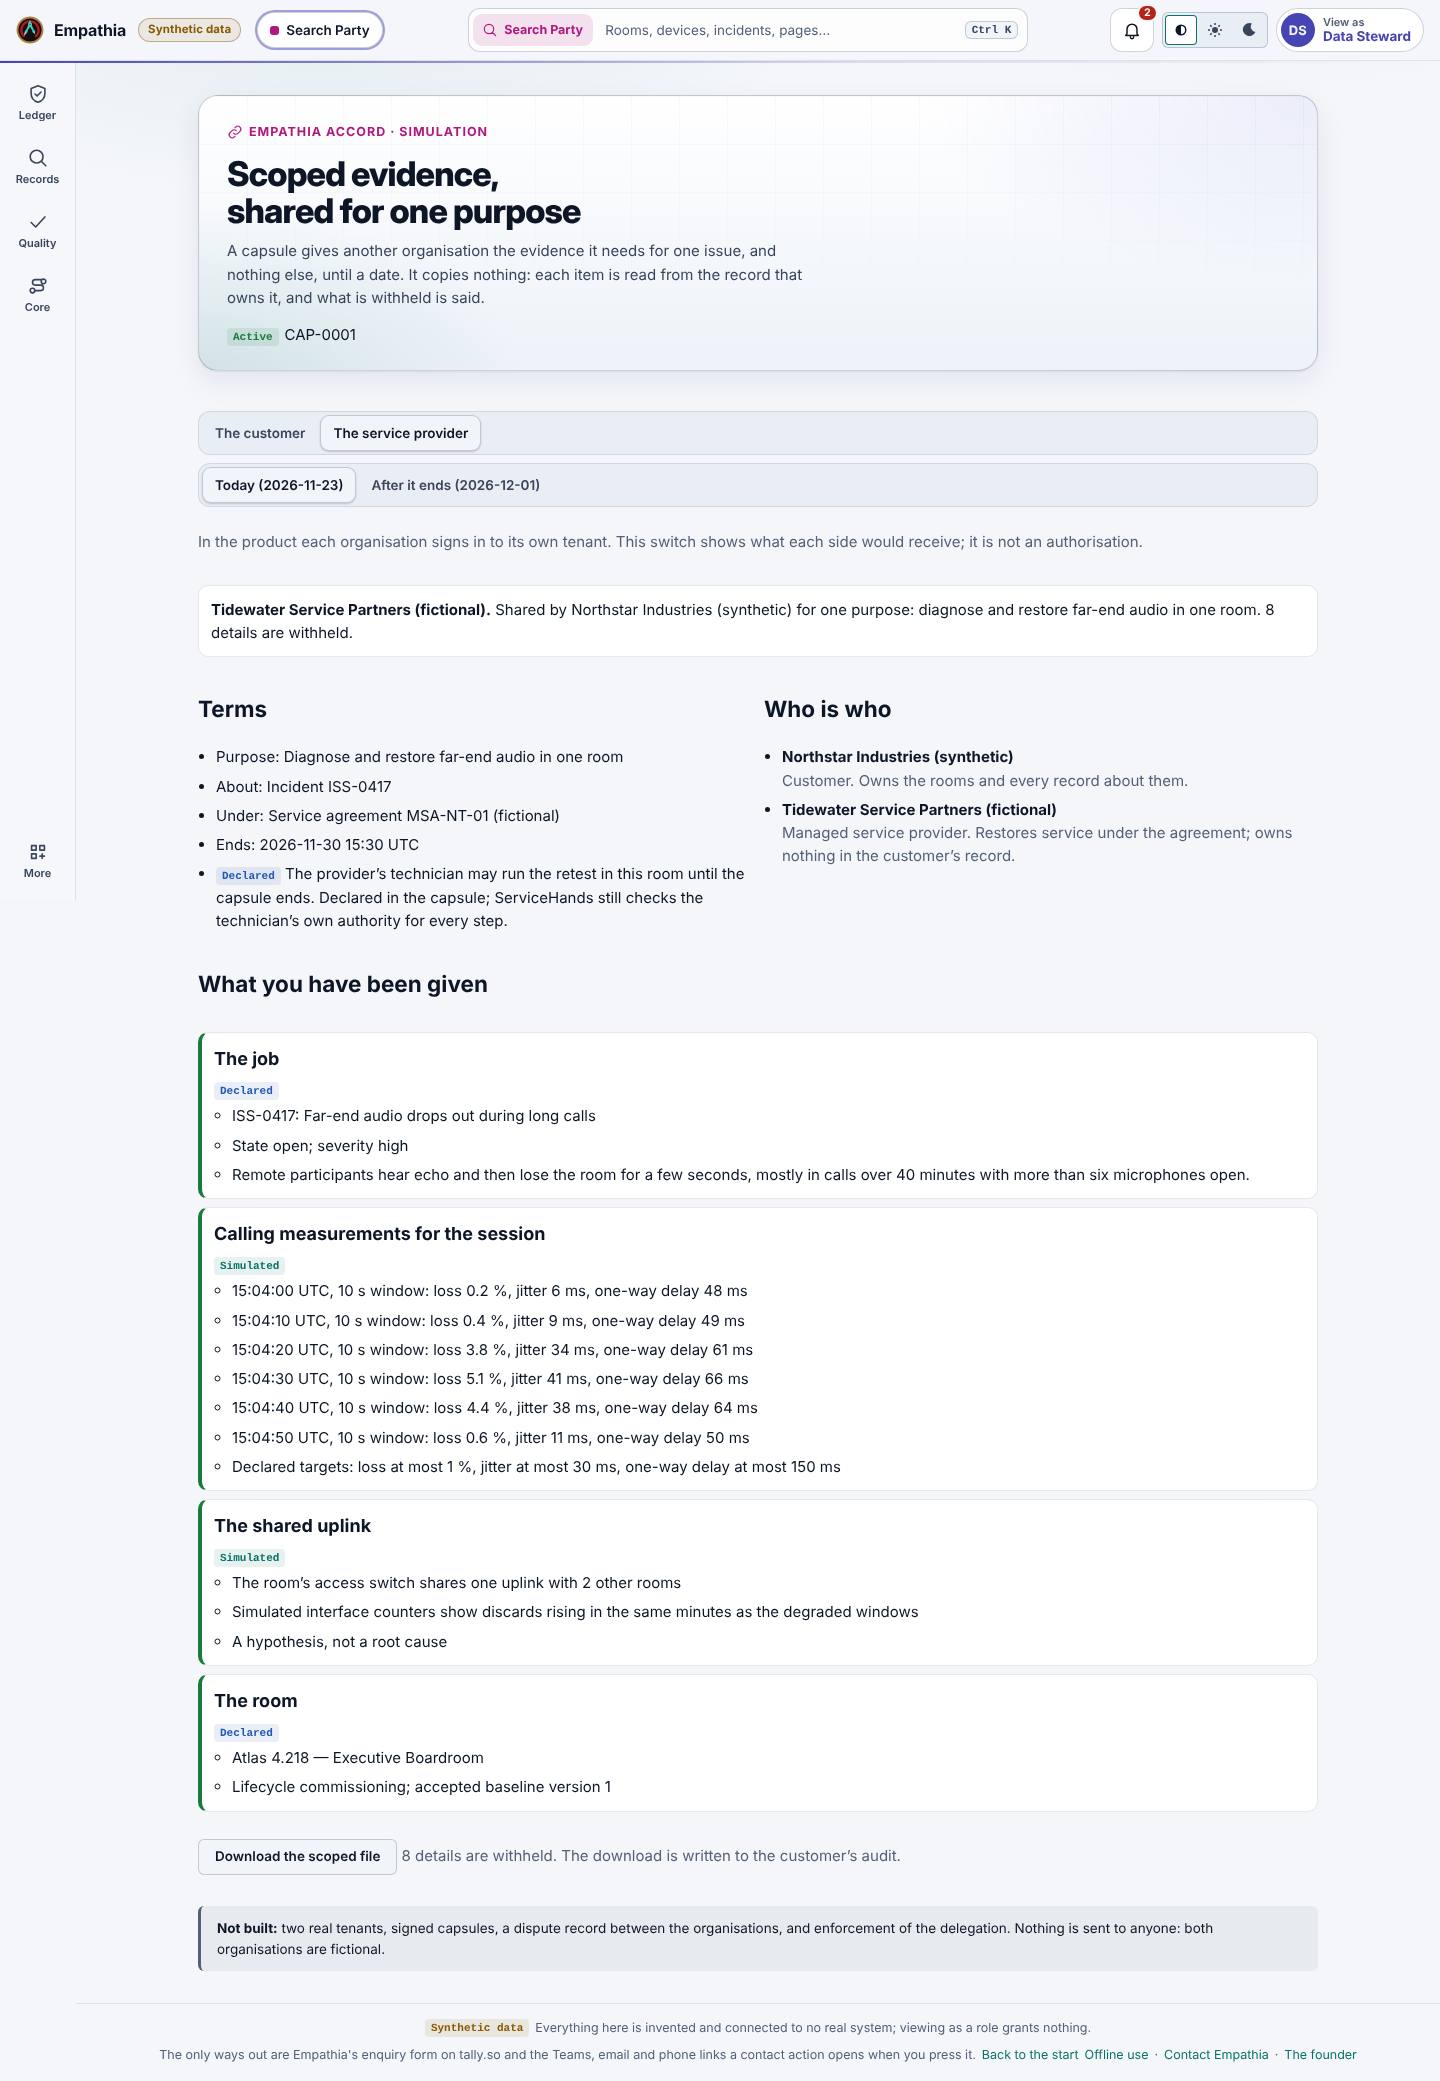 Empathia
Synthetic data
Search Party
Search Party
Rooms, devices, incidents, pages...
Ctrl K
2
DS
View as
Data Steward
Ledger
Records
Quality
Core
More
EMPATHIA ACCORD · SIMULATION
Scoped evidence,
shared for one purpose
A capsule gives another organisation the evidence it needs for one issue, and
nothing else, until a date. It copies nothing: each item is read from the record that
owns it, and what is withheld is said.
Active CAP-0001
The customer
The service provider
Today (2026-11-23)
After it ends (2026-12-01)
In the product each organisation signs in to its own tenant. This switch shows what each side would receive; it is not an authorisation.
Tidewater Service Partners (fictional). Shared by Northstar Industries (synthetic) for one purpose: diagnose and restore far-end audio in one room. 8
details are withheld.
Terms
• Purpose: Diagnose and restore far-end audio in one room
• About: Incident ISS-0417
• Under: Service agreement MSA-NT-01 (fictional)
• Ends: 2026-11-30 15:30 UTC
• Declared The provider’s technician may run the retest in this room until the
capsule ends. Declared in the capsule; ServiceHands still checks the
technician’s own authority for every step.
Who is who
• Northstar Industries (synthetic)
Customer. Owns the rooms and every record about them.
• Tidewater Service Partners (fictional)
Managed service provider. Restores service under the agreement; owns
nothing in the customer’s record.
What you have been given
The job
Declared
◦ ISS-0417: Far-end audio drops out during long calls
◦ State open; severity high
◦ Remote participants hear echo and then lose the room for a few seconds, mostly in calls over 40 minutes with more than six microphones open.
Calling measurements for the session
Simulated
◦ 15:04:00 UTC, 10 s window: loss 0.2 %, jitter 6 ms, one-way delay 48 ms
◦ 15:04:10 UTC, 10 s window: loss 0.4 %, jitter 9 ms, one-way delay 49 ms
◦ 15:04:20 UTC, 10 s window: loss 3.8 %, jitter 34 ms, one-way delay 61 ms
◦ 15:04:30 UTC, 10 s window: loss 5.1 %, jitter 41 ms, one-way delay 66 ms
◦ 15:04:40 UTC, 10 s window: loss 4.4 %, jitter 38 ms, one-way delay 64 ms
◦ 15:04:50 UTC, 10 s window: loss 0.6 %, jitter 11 ms, one-way delay 50 ms
◦ Declared targets: loss at most 1 %, jitter at most 30 ms, one-way delay at most 150 ms
The shared uplink
Simulated
◦ The room’s access switch shares one uplink with 2 other rooms
◦ Simulated interface counters show discards rising in the same minutes as the degraded windows
◦ A hypothesis, not a root cause
The room
Declared
◦ Atlas 4.218 — Executive Boardroom
◦ Lifecycle commissioning; accepted baseline version 1
Download the scoped file 8 details are withheld. The download is written to the customer’s audit.
Not built: two real tenants, signed capsules, a dispute record between the organisations, and enforcement of the delegation. Nothing is sent to anyone: both
organisations are fictional.
Synthetic data Everything here is invented and connected to no real system; viewing as a role grants nothing.
The only ways out are Empathia's enquiry form on tally.so and the Teams, email and phone links a contact action opens when you press it. Back to the start Offline use · Contact Empathia · The founder